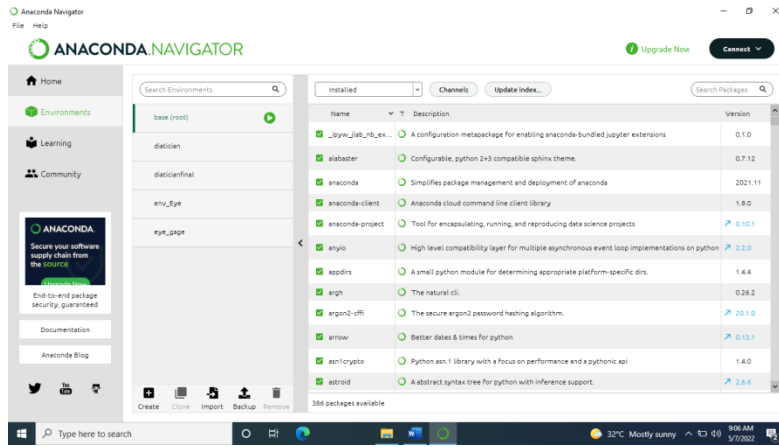 Anaconda Navigator
File Help
ANACONDA.NAVIGATOR
Upgrade Now
Connect
Home
Environments
Learning
Community
ANACONDA.
Secure your software
supply chain from
the source
Upgrade Now
End-to-end package
security, guaranteed
Documentation
Anaconda Blog
You Tube
Search Environments
base (root)
diatician
diaticianfinal
env_Eye
eye_gage
Create Clone Import Backup Remove
Installed Channels Update index... Search Packages
Name T Description Version
_ipyw_jlab_nb_ex... A configuration metapackage for enabling anaconda-bundled jupyter extensions 0.1.0
alabaster Configurable, python 2+3 compatible sphinx theme. 0.7.12
anaconda Simplifies package management and deployment of anaconda 2021.11
anaconda-client Anaconda cloud command line client library 1.9.0
anaconda-project Tool for encapsulating, running, and reproducing data science projects 0.10.1
anyio High level compatibility layer for multiple asynchronous event loop implementations on python 2.2.0
appdirs A small python module for determining appropriate platform-specific dirs. 1.4.4
argh The natural cli. 0.26.2
argon2-cffi The secure argon2 password hashing algorithm. 20.1.0
arrow Better dates & times for python 0.13.1
asn1crypto Python asn.1 library with a focus on performance and a pythonic api 1.4.0
astroid A abstract syntax tree for python with inference support. 2.6.6
386 packages available
Type here to search
32°C Mostly sunny
9:06 AM
5/7/2022